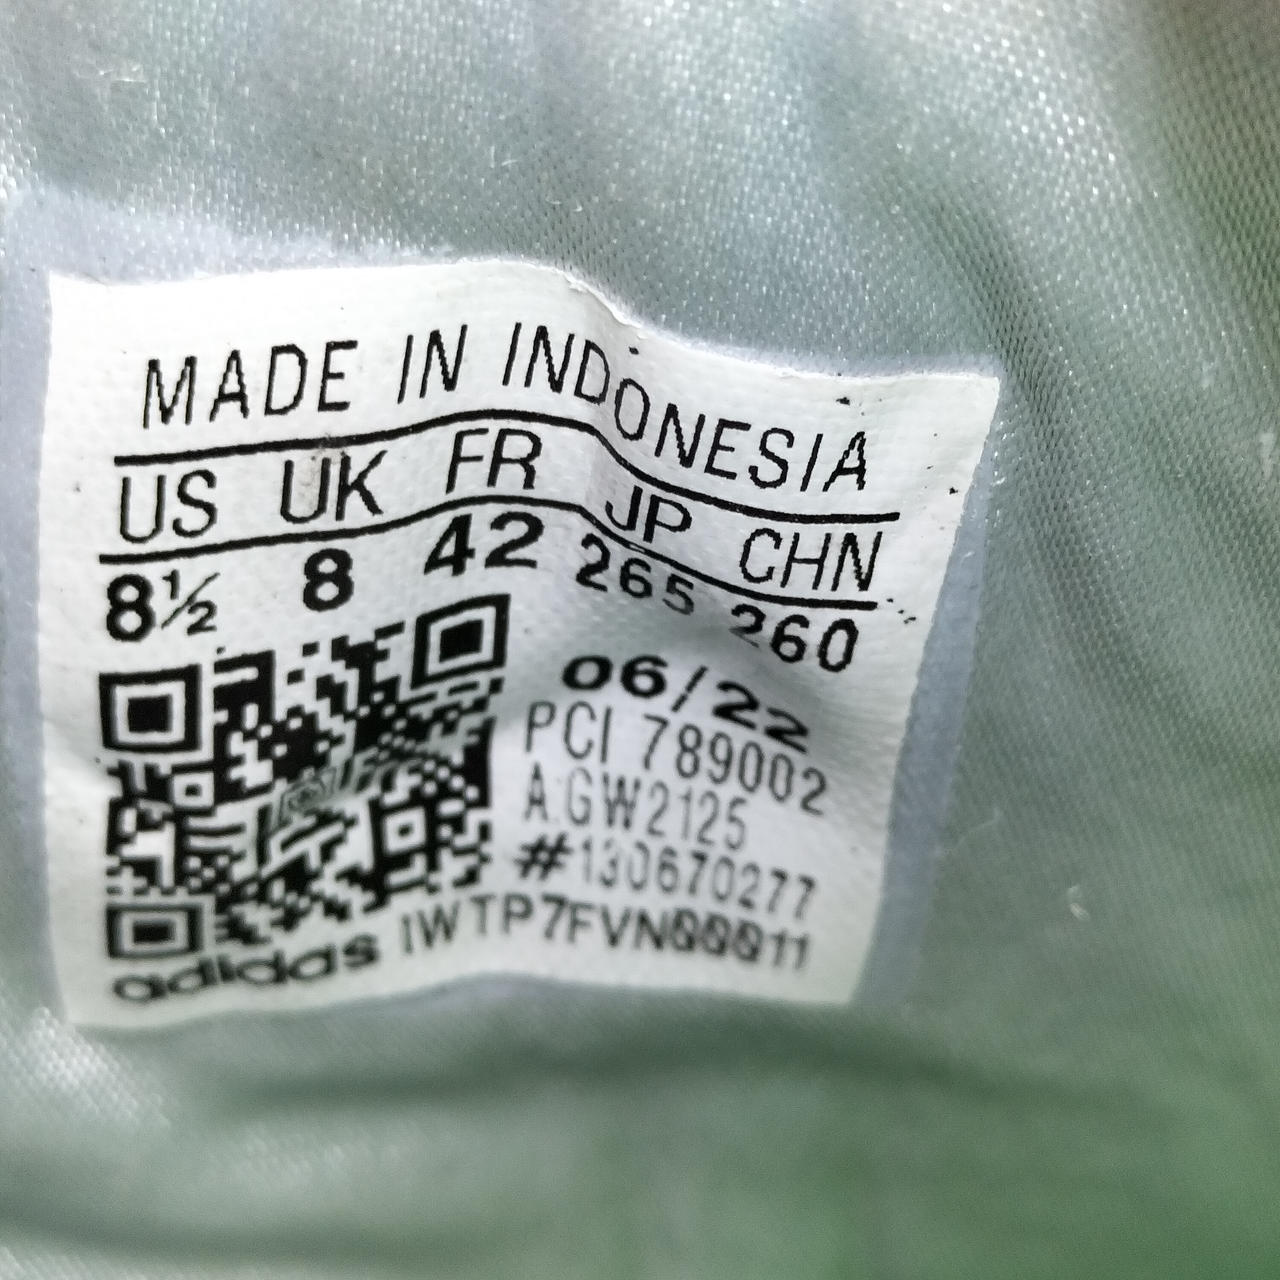 MADE IN INDONESIA
US UK FR JP CHN
8½ 8 42 265 260
06/22
PCI 789002
A.GW2125
#130670277
adidas IWTP7FVN00011